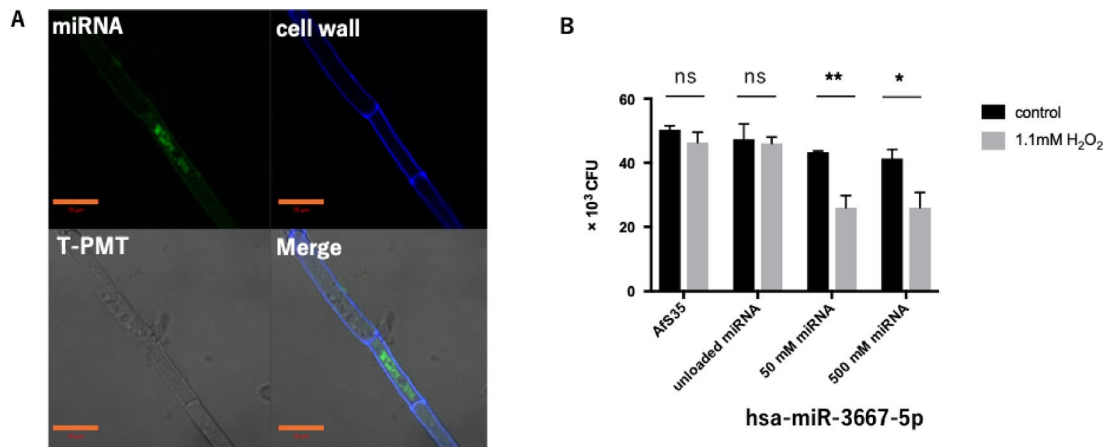 A
miRNA
cell wall
T-PMT
Merge
B
ns
ns
**
*
60
40
20
0
× 10³ CFU
control
1.1mM H₂O₂
AfS35
unloaded miRNA
50 mM miRNA
500 mM miRNA
hsa-miR-3667-5p